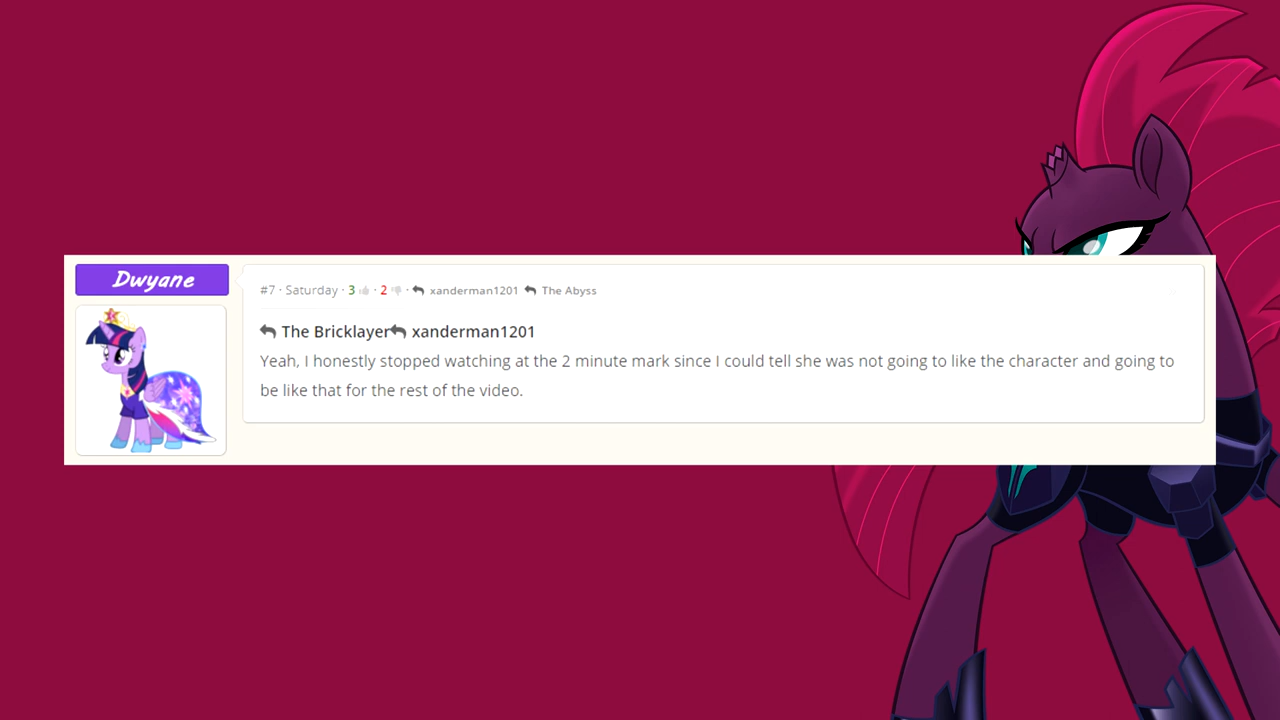 Dwyane
#7 · Saturday · 3 · 2 · xanderman1201 The Abyss
The Bricklayer xanderman1201
Yeah, I honestly stopped watching at the 2 minute mark since I could tell she was not going to like the character and going to
be like that for the rest of the video.